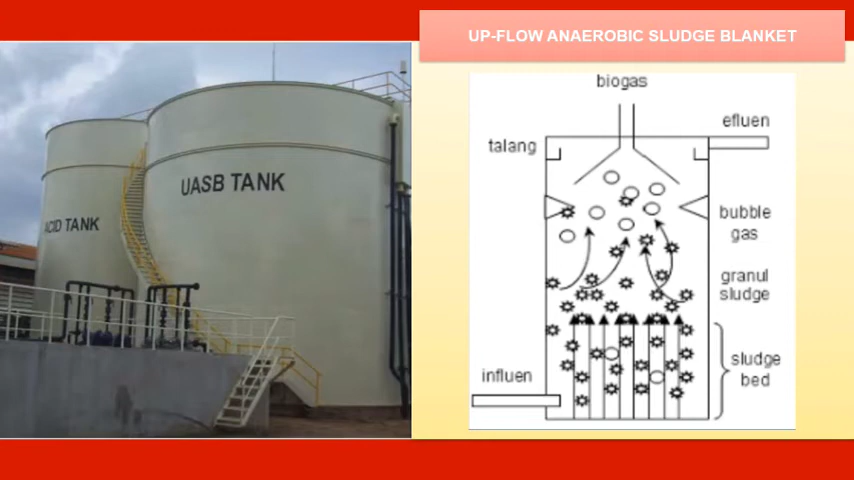 UP-FLOW ANAEROBIC SLUDGE BLANKET
ACID TANK
UASB TANK
biogas
efluen
talang
bubble
gas
granul
sludge
sludge
bed
influen